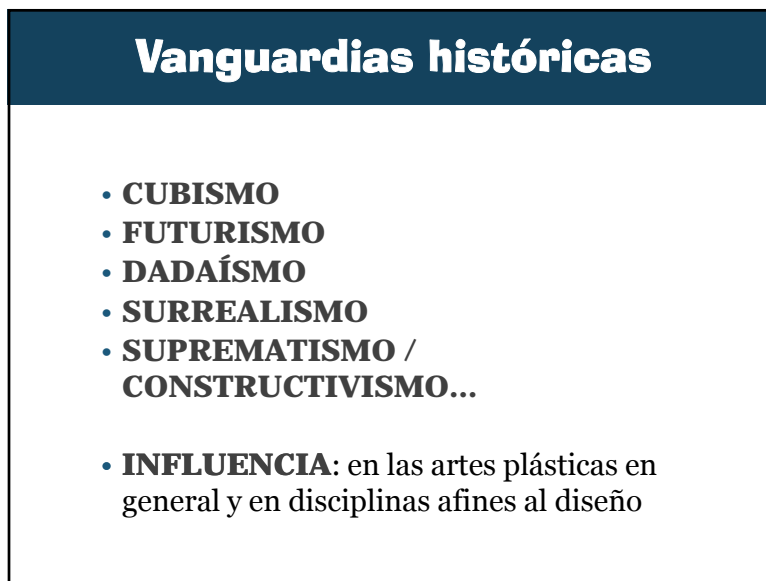 Vanguardias históricas
• CUBISMO
• FUTURISMO
• DADAÍSMO
• SURREALISMO
• SUPREMATISMO /
CONSTRUCTIVISMO…
• INFLUENCIA: en las artes plásticas en
general y en disciplinas afines al diseño